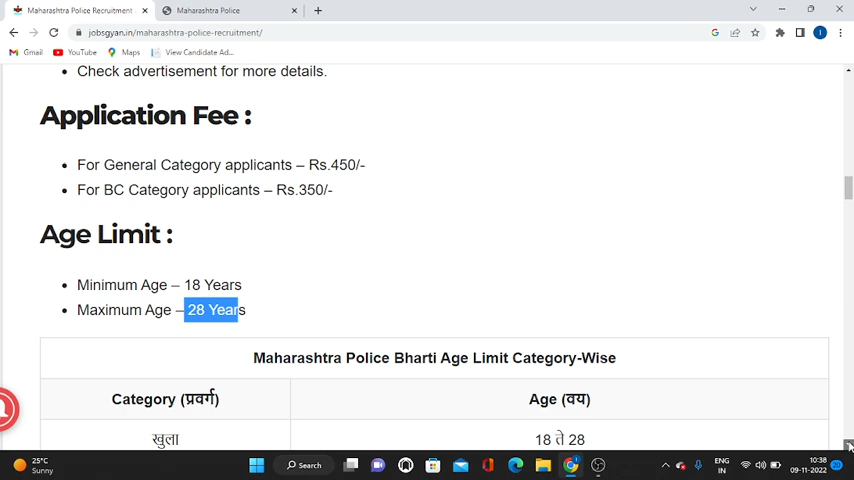 Maharashtra Police Recruitment
Maharashtra Police
jobsgyan.in/maharashtra-police-recruitment/
Gmail YouTube Maps View Candidate Ad...
Check advertisement for more details.
Application Fee :
For General Category applicants – Rs.450/-
For BC Category applicants – Rs.350/-
Age Limit :
Minimum Age – 18 Years
Maximum Age – 28 Years
Maharashtra Police Bharti Age Limit Category-Wise
Category (प्रवर्ग) Age (वय)
खुला 18 ते 28
25°C
Sunny
Search
ENG
IN
10:38
09-11-2022
20